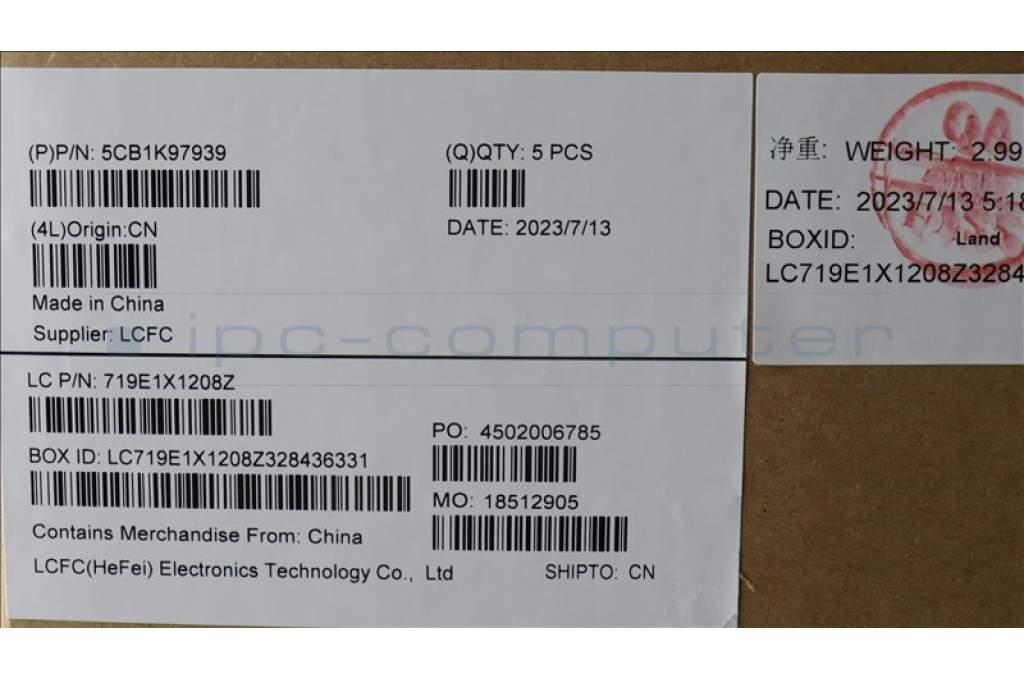 (P)P/N: 5CB1K97939
(Q)QTY: 5 PCS
(4L)Origin:CN
DATE: 2023/7/13
Made in China
Supplier: LCFC
ipc-computer
LC P/N: 719E1X1208Z
PO: 4502006785
BOX ID: LC719E1X1208Z328436331
MO: 18512905
Contains Merchandise From: China
LCFC(HeFei) Electronics Technology Co., Ltd
SHIPTO: CN
QA
净重: WEIGHT: 2.99
DATE: 2023/7/13 5:18
BOXID: Land
LC719E1X1208Z3284